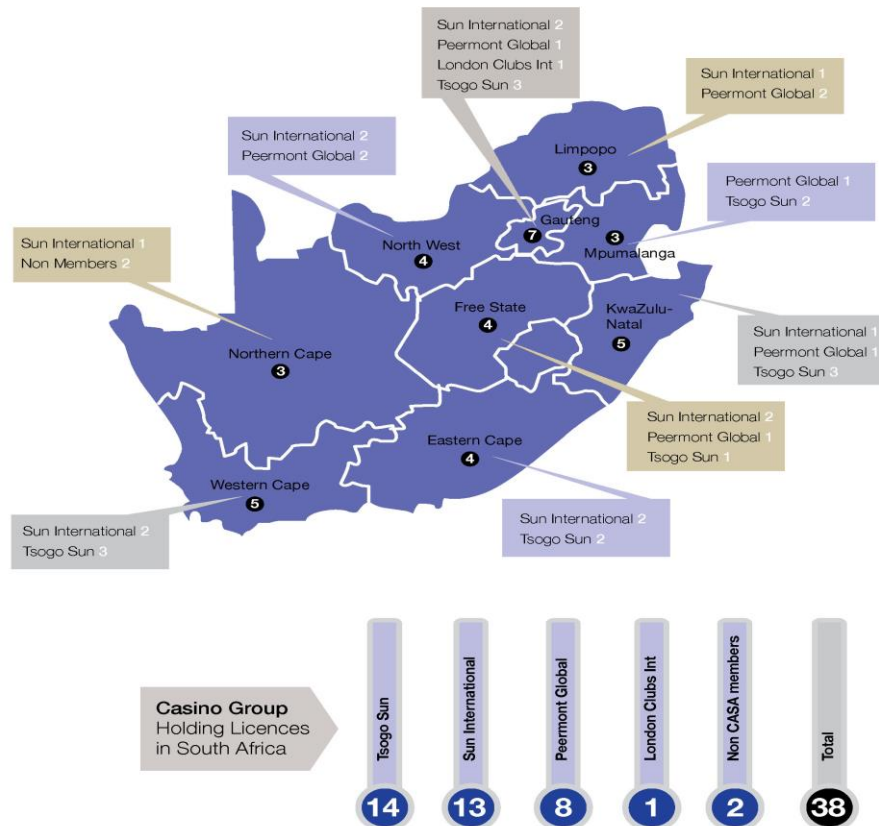 Sun International 2
Peermont Global 1
London Clubs Int 1
Tsogo Sun 3
Sun International 1
Peermont Global 2
Sun International 2
Peermont Global 2
Limpopo
3
Peermont Global 1
Tsogo Sun 2
Gauteng
7
3
Mpumalanga
North West
4
Sun International 1
Non Members 2
Free State
4
KwaZulu-
Natal
5
Sun International 1
Peermont Global 1
Tsogo Sun 3
Northern Cape
3
Sun International 2
Peermont Global 1
Tsogo Sun 1
Eastern Cape
4
Western Cape
5
Sun International 2
Tsogo Sun 3
Sun International 2
Tsogo Sun 2
Casino Group
Holding Licences
in South Africa
Tsogo Sun
14
Sun International
13
Peermont Global
8
London Clubs Int
1
Non CASA members
2
Total
38